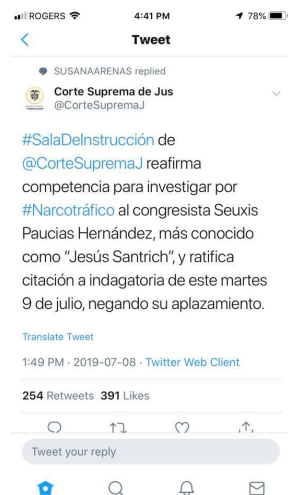 ROGERS 4:41 PM 78%
Tweet
SUSANAARENAS replied
Corte Suprema de Jus
@CorteSupremaJ
#SalaDeInstrucción de
@CorteSupremaJ reafirma
competencia para investigar por
#Narcotráfico al congresista Seuxis
Paucias Hernández, más conocido
como “Jesús Santrich”, y ratifica
citación a indagatoria de este martes
9 de julio, negando su aplazamiento.
Translate Tweet
1:49 PM · 2019-07-08 · Twitter Web Client
254 Retweets 391 Likes
Tweet your reply